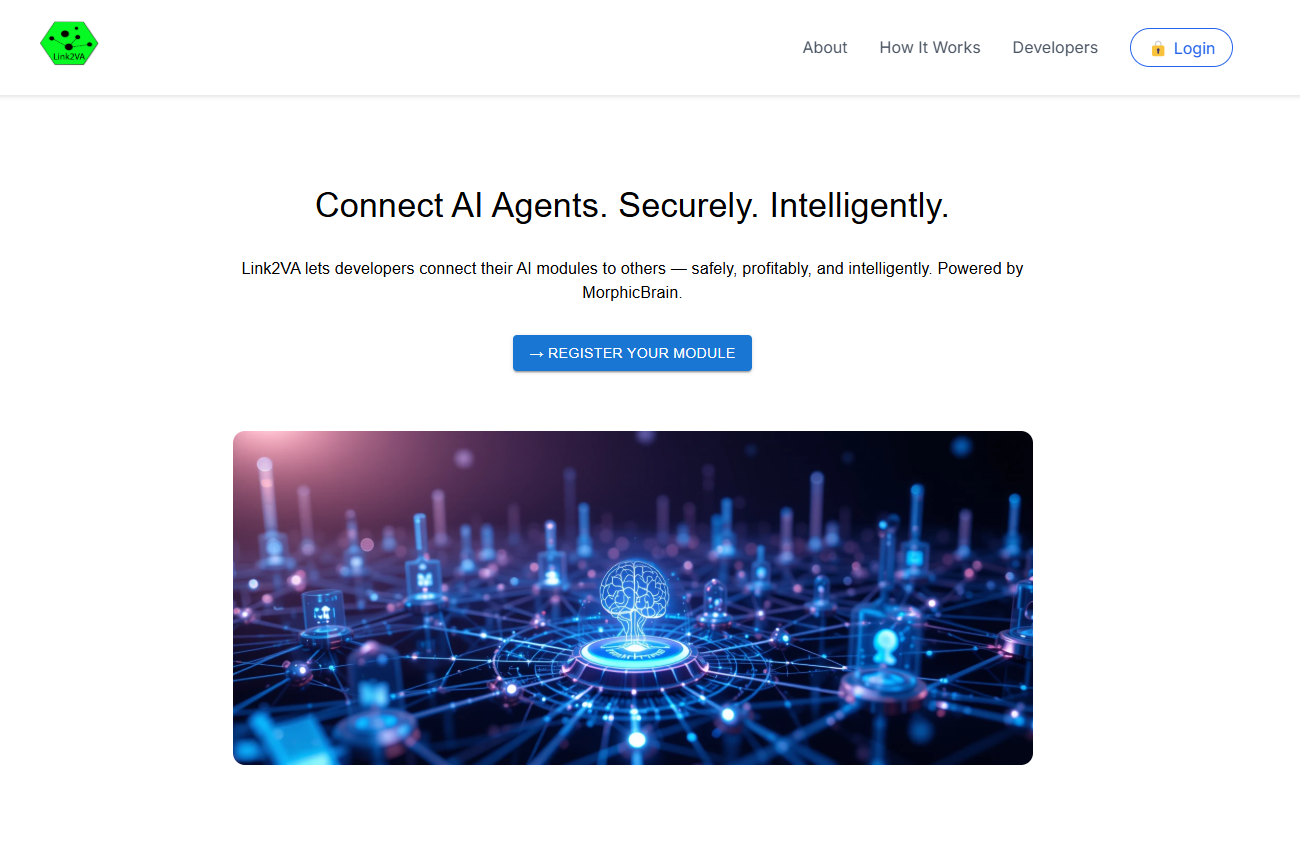 Link2VA
About
How It Works
Developers
Login
Connect AI Agents. Securely. Intelligently.
Link2VA lets developers connect their AI modules to others — safely, profitably, and intelligently. Powered by
MorphicBrain.
→ REGISTER YOUR MODULE